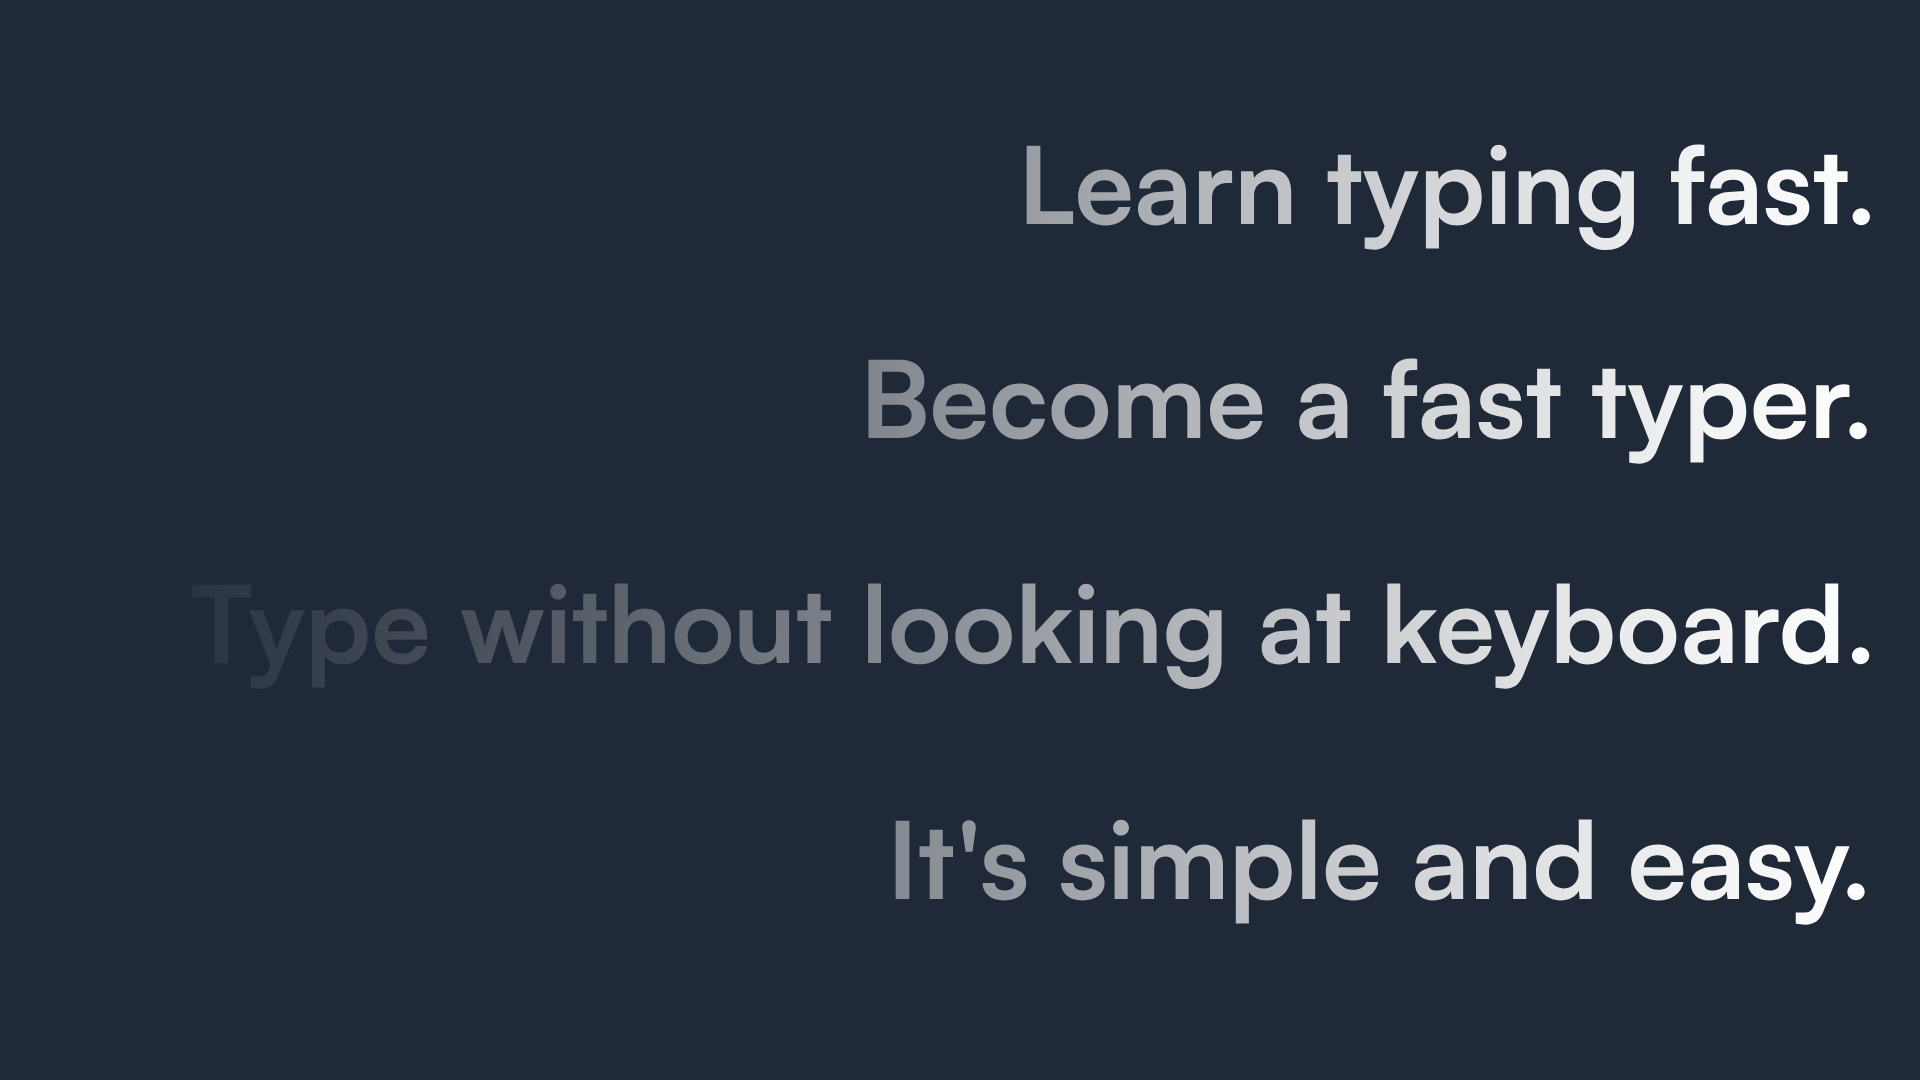 Learn typing fast.
Become a fast typer.
Type without looking at keyboard.
It's simple and easy.